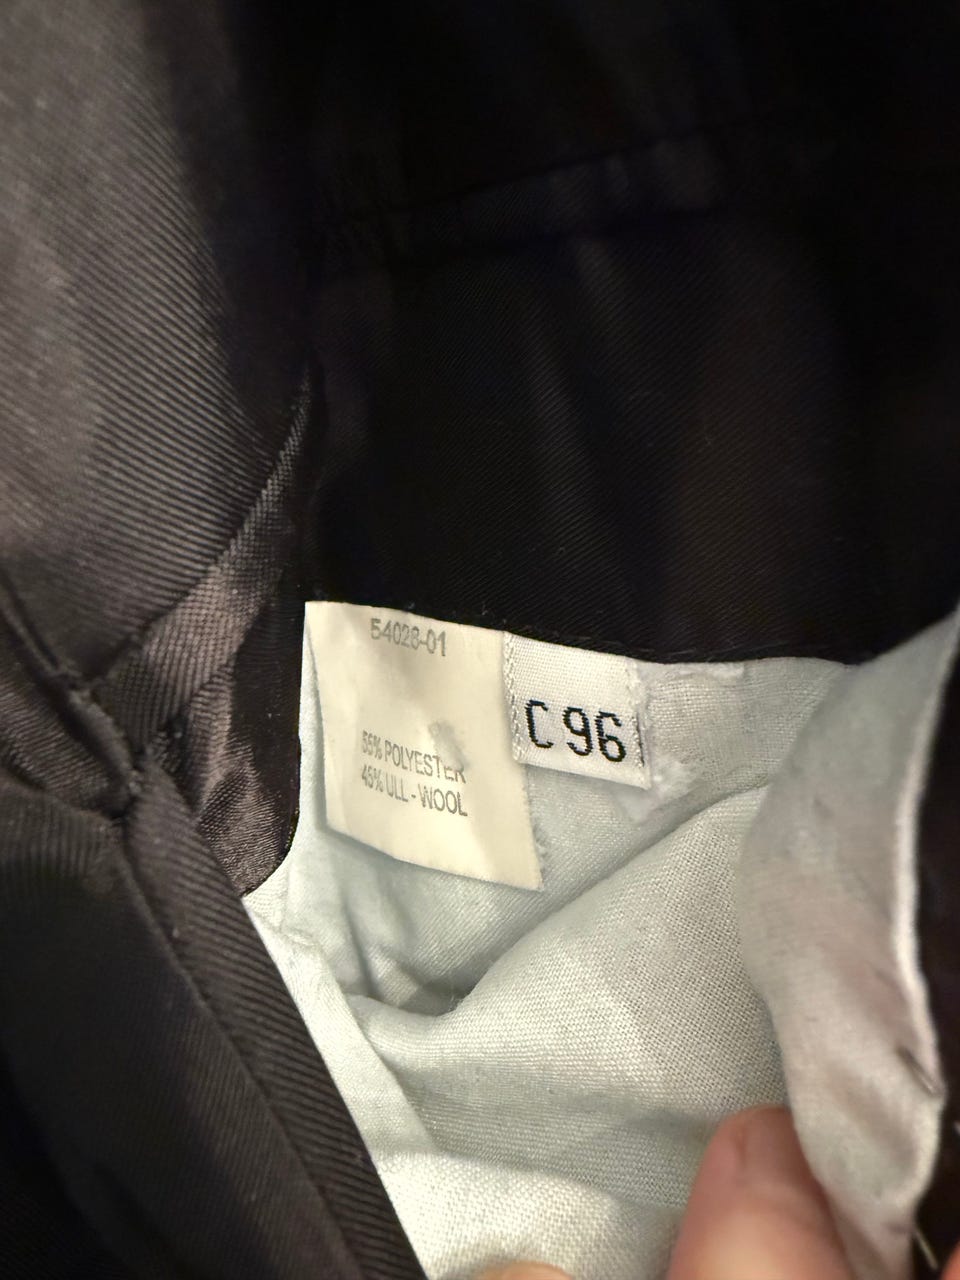 54028-01
55% POLYESTER
45% ULL - WOOL
C 96